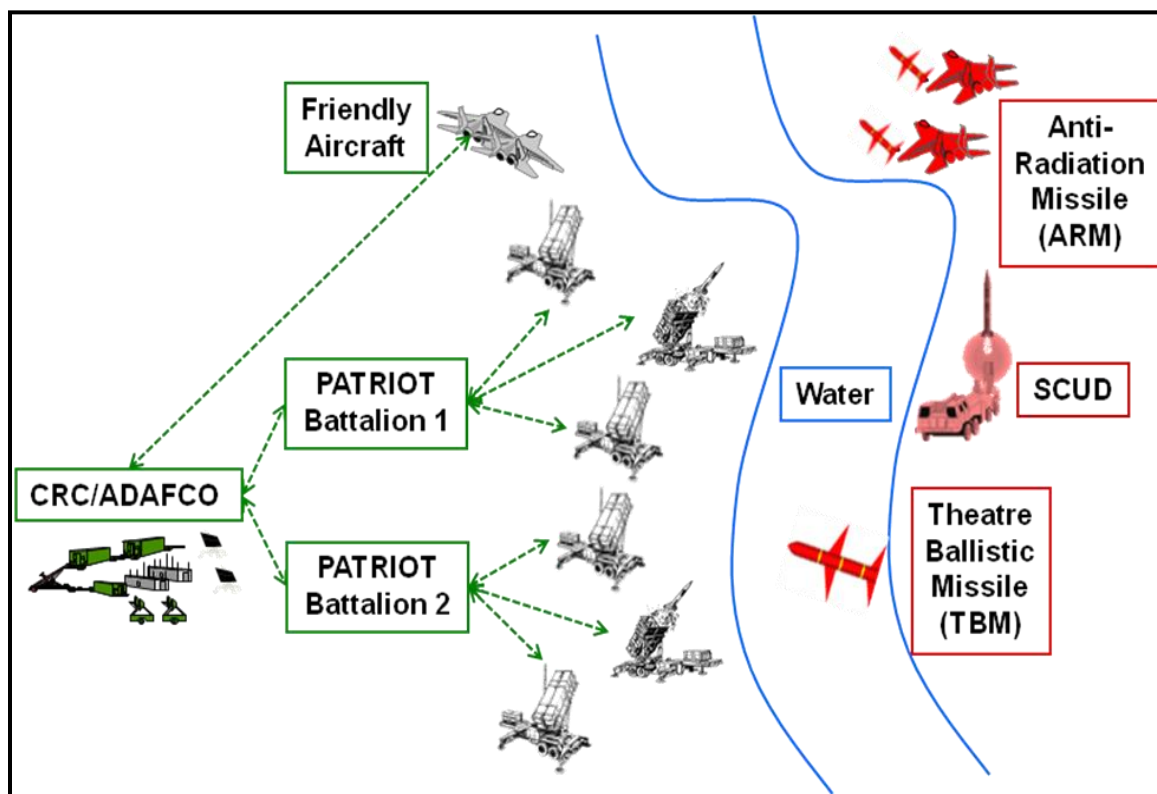 Friendly
Aircraft
Anti-
Radiation
Missile
(ARM)
PATRIOT
Battalion 1
Water
SCUD
CRC/ADAFCO
PATRIOT
Battalion 2
Theatre
Ballistic
Missile
(TBM)